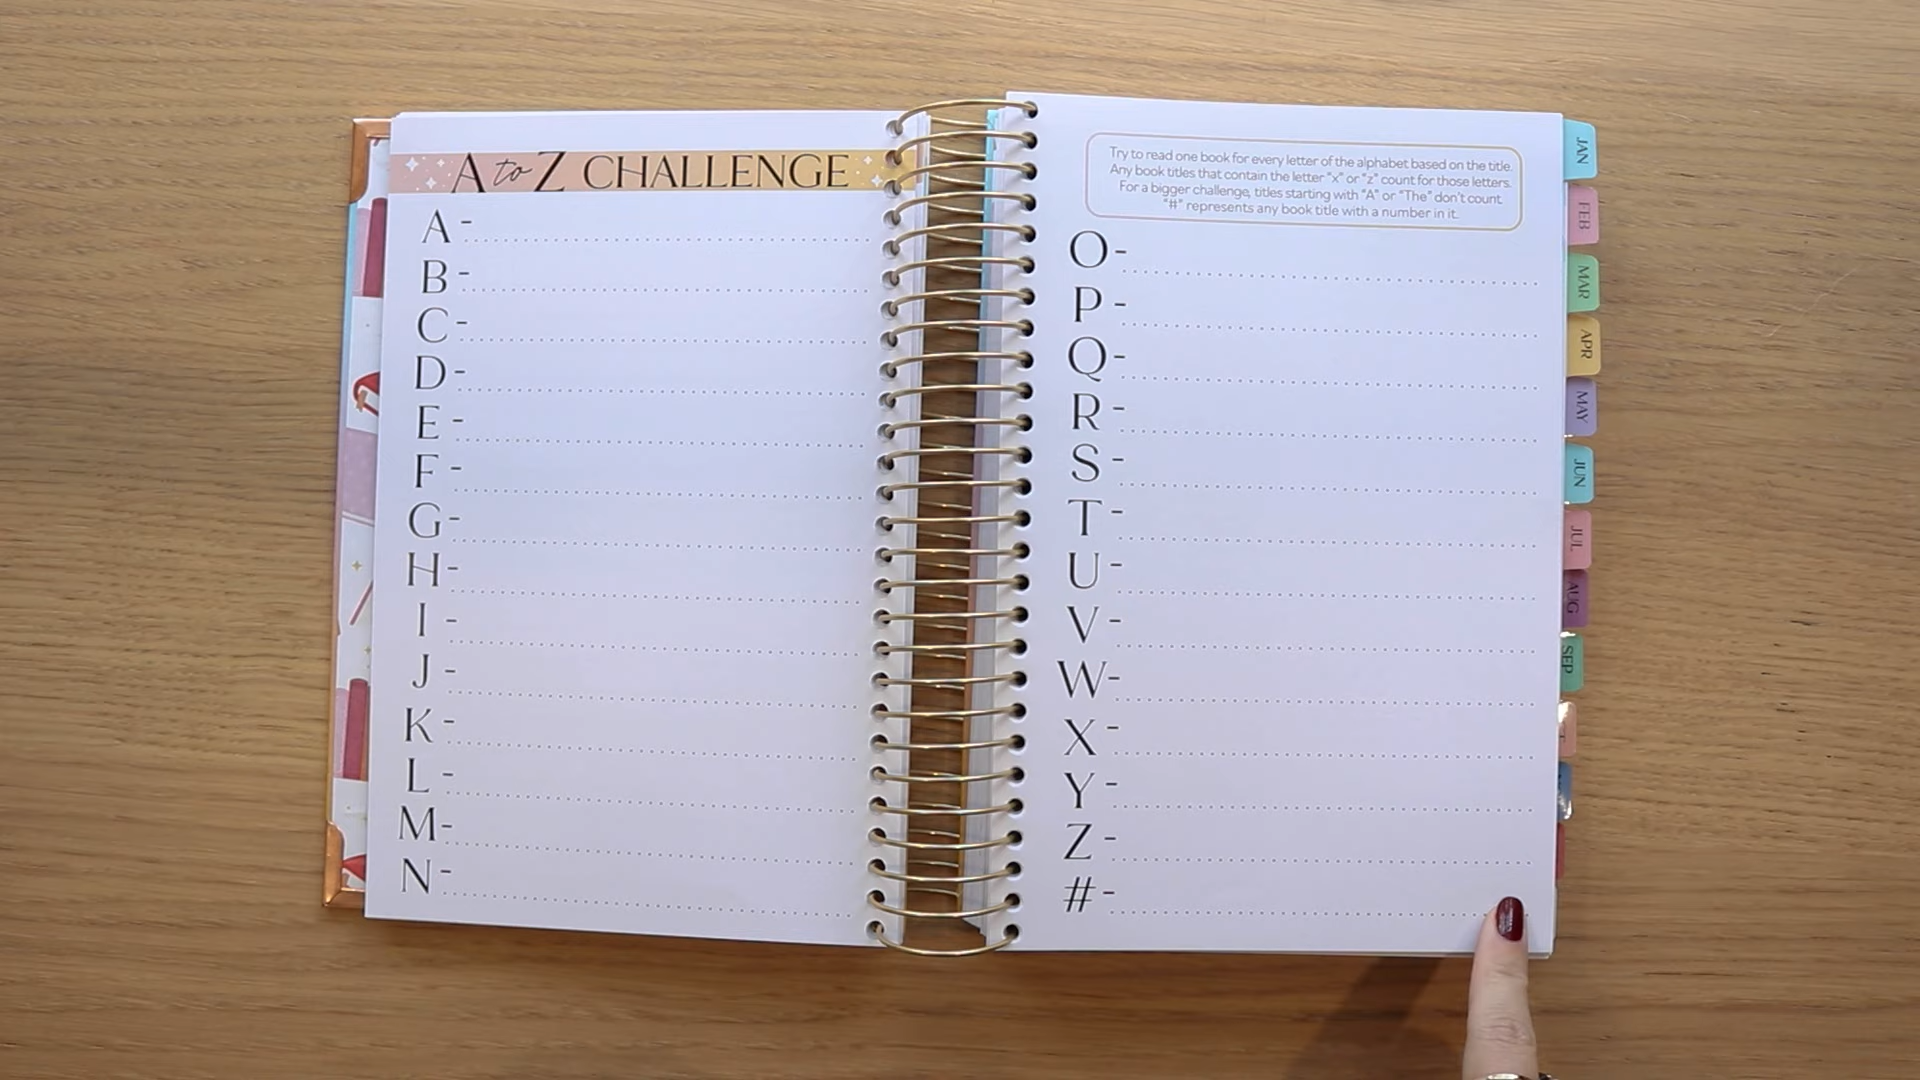 A to Z CHALLENGE
A -
B -
C -
D -
E -
F -
G -
H -
I -
J -
K -
L -
M -
N -
Try to read one book for every letter of the alphabet based on the title.
Any book titles that contain the letter "x" or "z" count for those letters.
For a bigger challenge, titles starting with "A" or "The" don't count
"#" represents any book title with a number in it.
O -
P -
Q -
R -
S -
T -
U -
V -
W -
X -
Y -
Z -
# -
JAN
FEB
MAR
APR
MAY
JUN
JUL
AUG
SEP